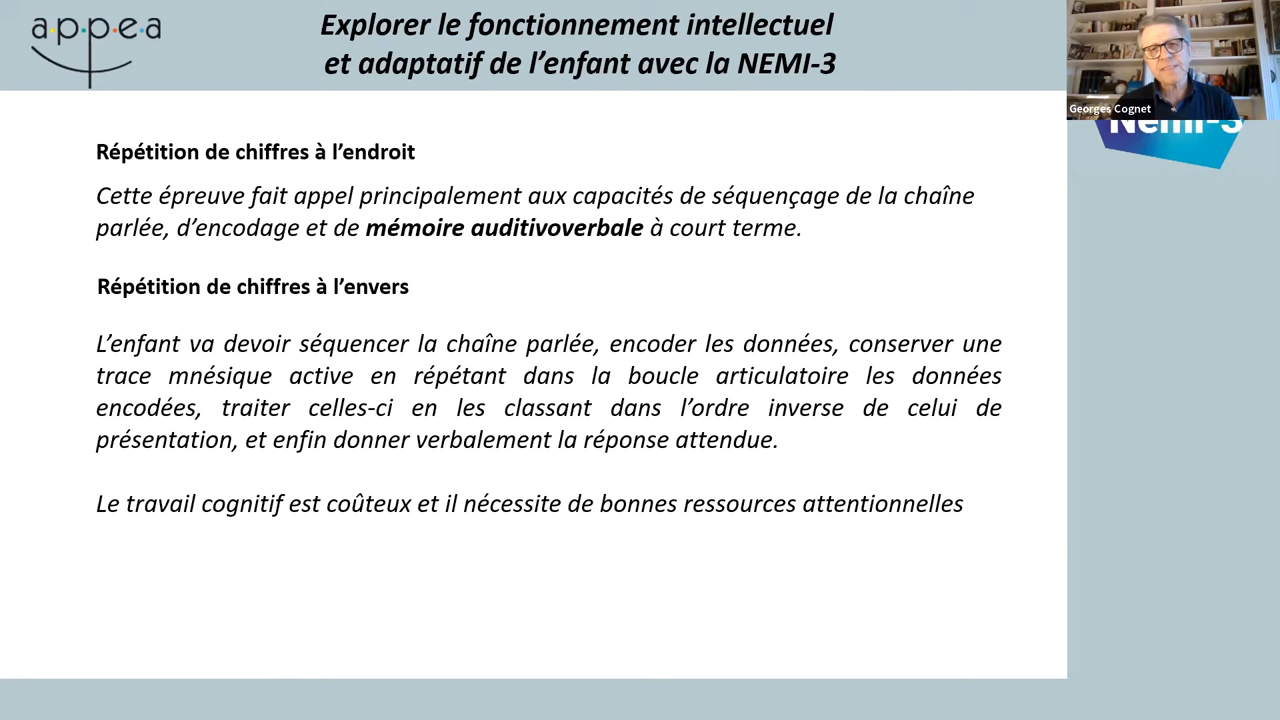 a.p.p.e.a
Explorer le fonctionnement intellectuel
et adaptatif de l’enfant avec la NEMI-3
Georges Cognet
Nemi-3
Répétition de chiffres à l’endroit
Cette épreuve fait appel principalement aux capacités de séquençage de la chaîne
parlée, d’encodage et de mémoire auditivoverbale à court terme.
Répétition de chiffres à l’envers
L’enfant va devoir séquencer la chaîne parlée, encoder les données, conserver une
trace mnésique active en répétant dans la boucle articulatoire les données
encodées, traiter celles-ci en les classant dans l’ordre inverse de celui de
présentation, et enfin donner verbalement la réponse attendue.
Le travail cognitif est coûteux et il nécessite de bonnes ressources attentionnelles